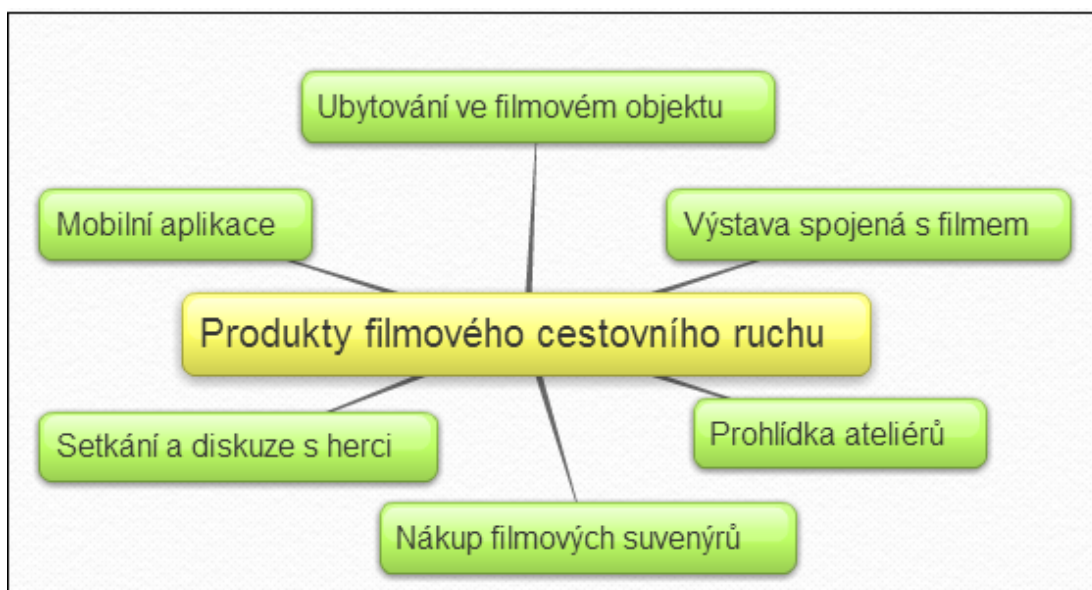 Ubytování ve filmovém objektu
Mobilní aplikace
Výstava spojená s filmem
Produkty filmového cestovního ruchu
Setkání a diskuze s herci
Prohlídka ateliérů
Nákup filmových suvenýrů